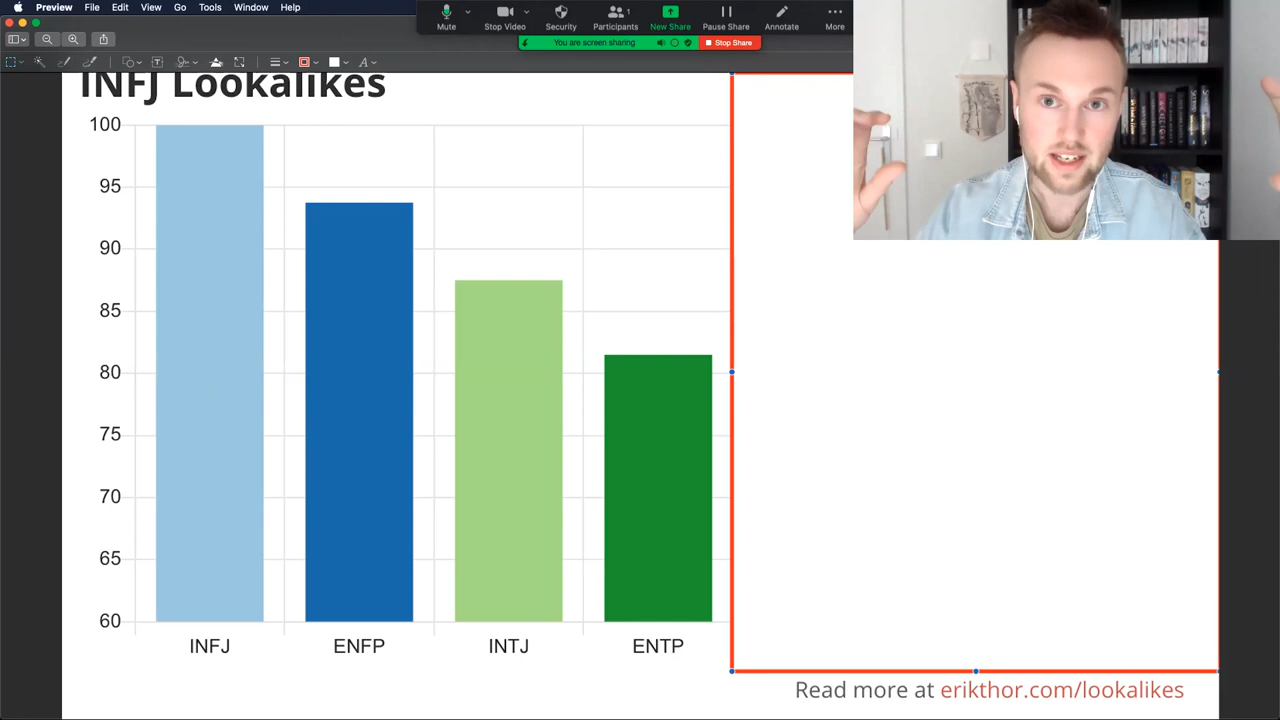 Preview File Edit View Go Tools Window Help
Mute Stop Video Security Participants 1 New Share Pause Share Annotate More
You are screen sharing Stop Share
INFJ Lookalikes
100
95
90
85
80
75
70
65
60
INFJ ENFP INTJ ENTP
Read more at erikthor.com/lookalikes